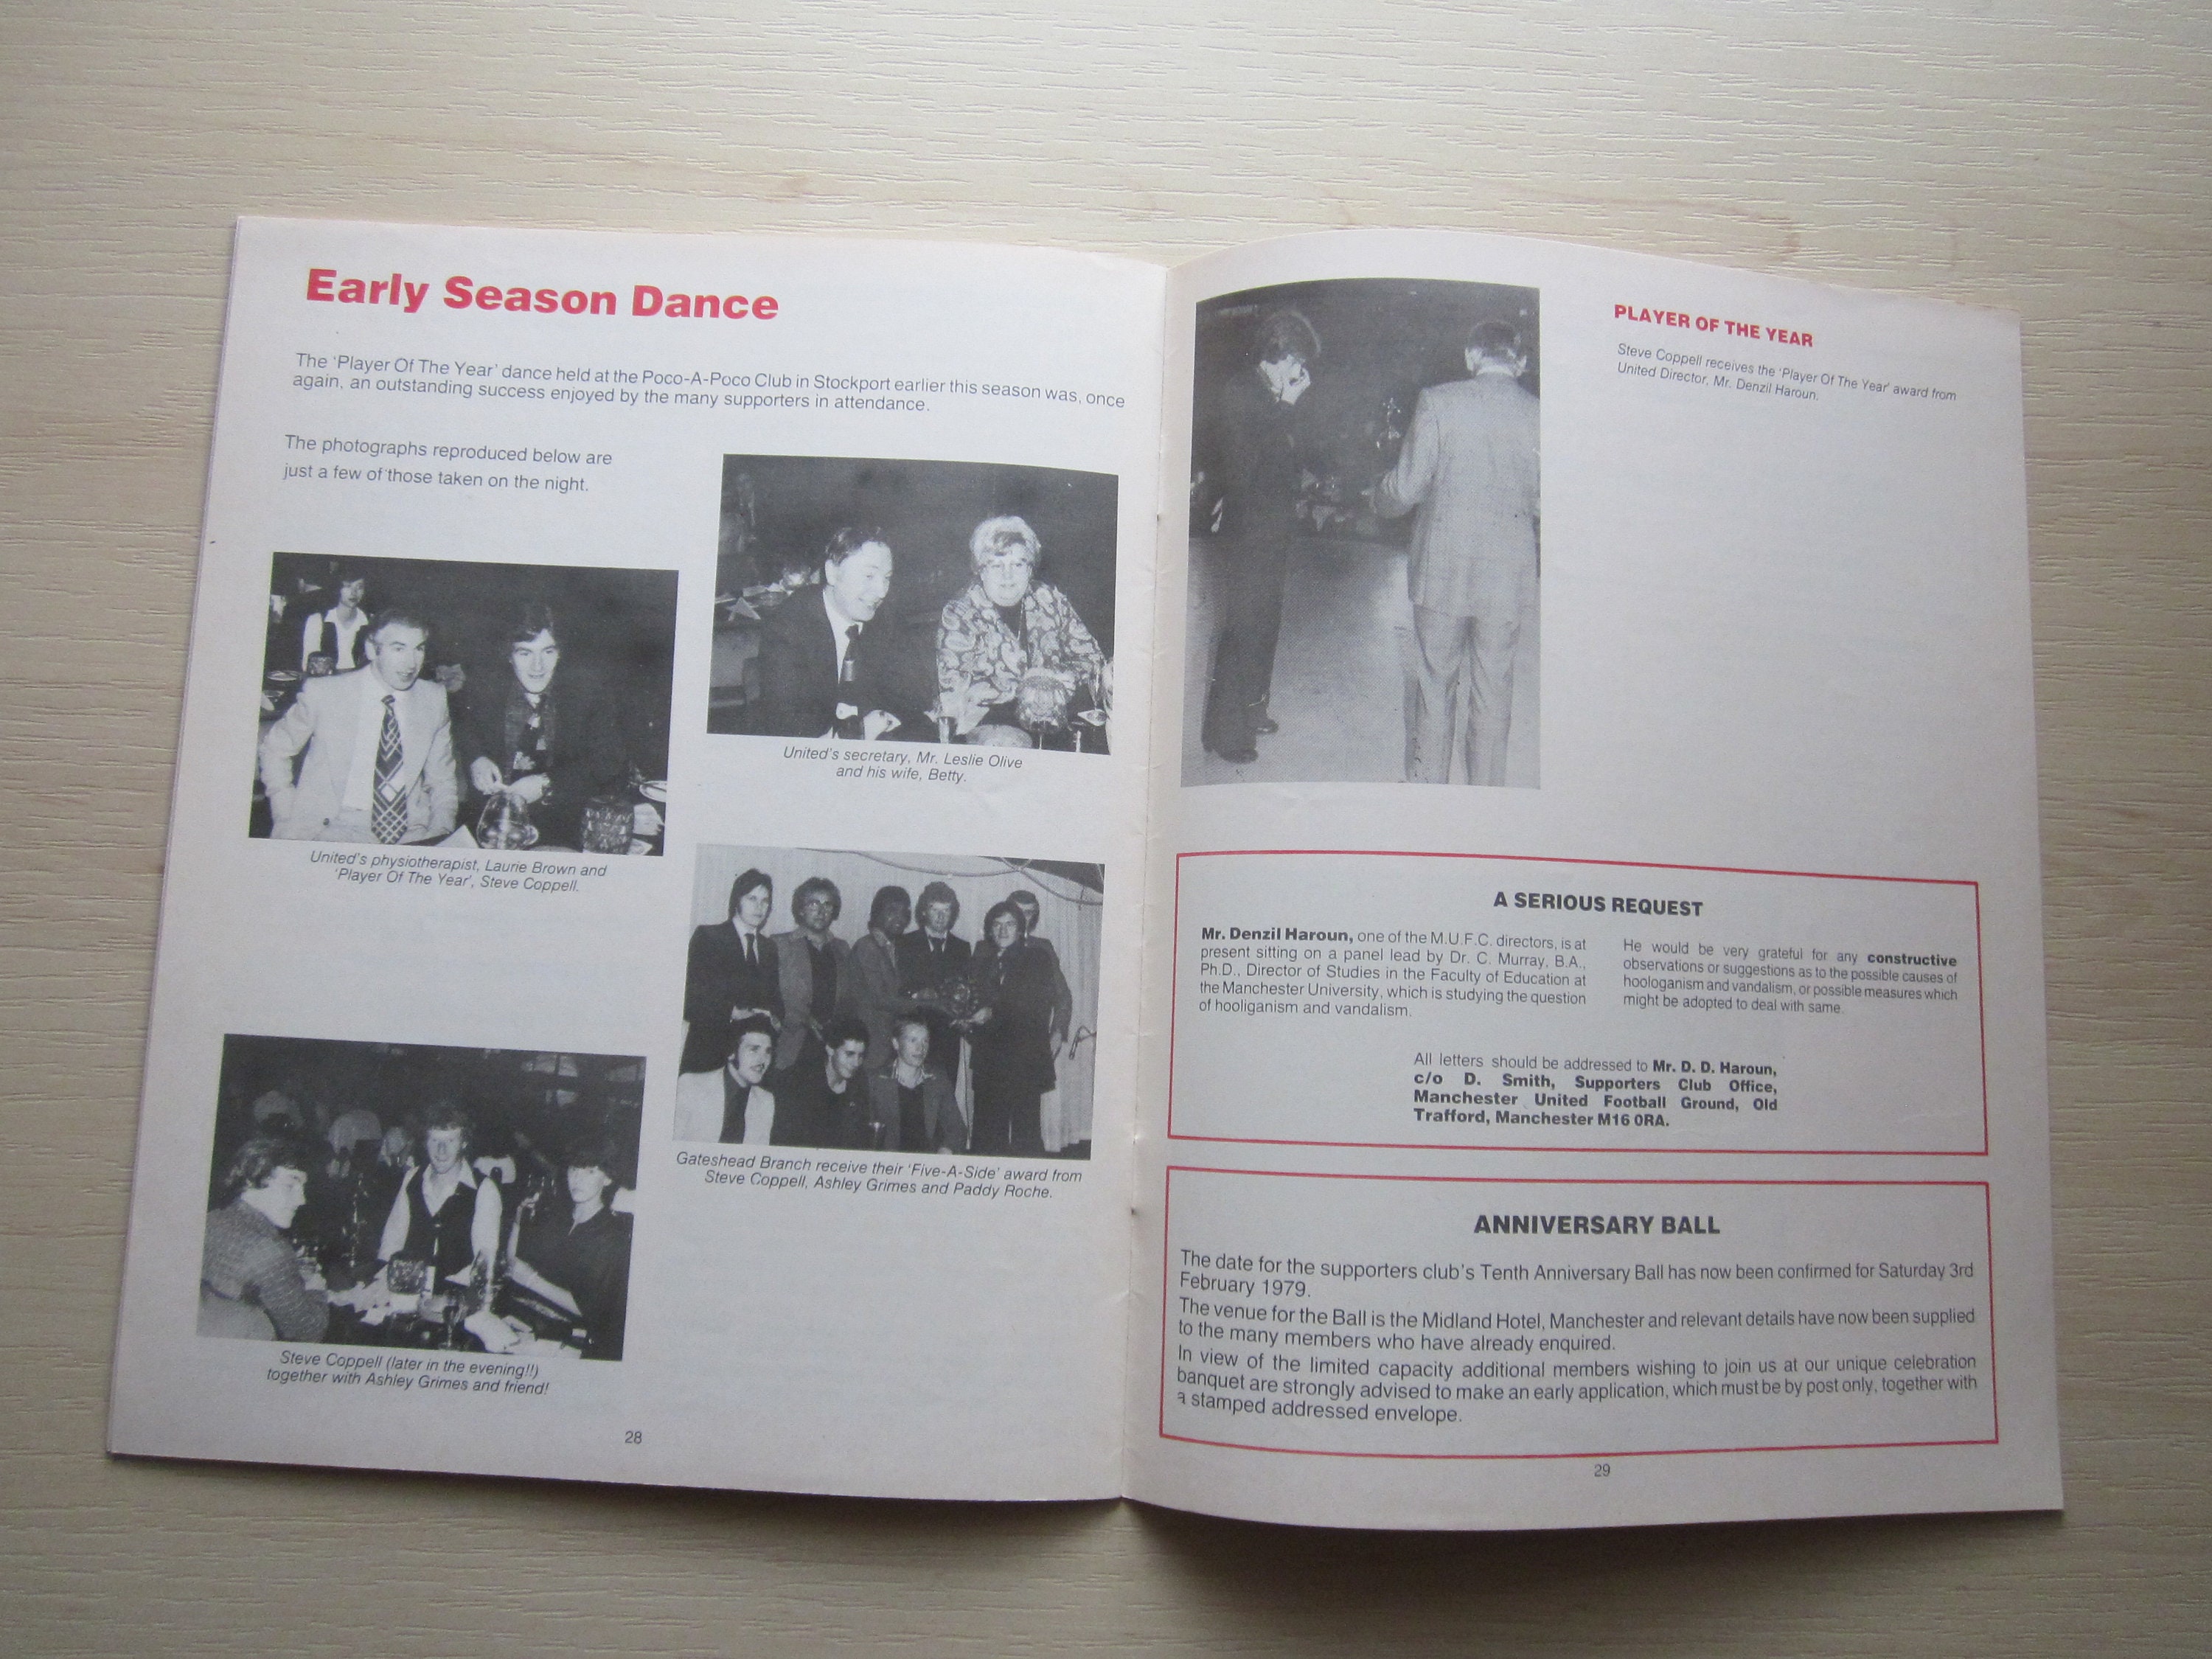 Early Season Dance
The 'Player Of The Year' dance held at the Poco-A-Poco Club in Stockport earlier this season was, once
again, an outstanding success enjoyed by the many supporters in attendance.
The photographs reproduced below are
just a few of those taken on the night.
United's physiotherapist, Laurie Brown and
'Player Of The Year', Steve Coppell.
United's secretary, Mr. Leslie Olive
and his wife, Betty.
Steve Coppell (later in the evening!!)
together with Ashley Grimes and friend!
Gateshead Branch receive their 'Five-A-Side' award from
Steve Coppell, Ashley Grimes and Paddy Roche.
28
PLAYER OF THE YEAR
Steve Coppell receives the 'Player Of The Year' award from
United Director, Mr. Denzil Haroun.
A SERIOUS REQUEST
Mr. Denzil Haroun, one of the M.U.F.C. directors, is at
present sitting on a panel lead by Dr. C. Murray, B.A.,
Ph.D., Director of Studies in the Faculty of Education at
the Manchester University, which is studying the question
of hooliganism and vandalism.
He would be very grateful for any constructive
observations or suggestions as to the possible causes of
hoologanism and vandalism, or possible measures which
might be adopted to deal with same.
All letters should be addressed to Mr. D. D. Haroun,
c/o D. Smith, Supporters Club Office,
Manchester United Football Ground, Old
Trafford, Manchester M16 0RA.
ANNIVERSARY BALL
The date for the supporters club's Tenth Anniversary Ball has now been confirmed for Saturday 3rd
February 1979.
The venue for the Ball is the Midland Hotel, Manchester and relevant details have now been supplied
to the many members who have already enquired.
In view of the limited capacity additional members wishing to join us at our unique celebration
banquet are strongly advised to make an early application, which must be by post only, together with
a stamped addressed envelope.
29